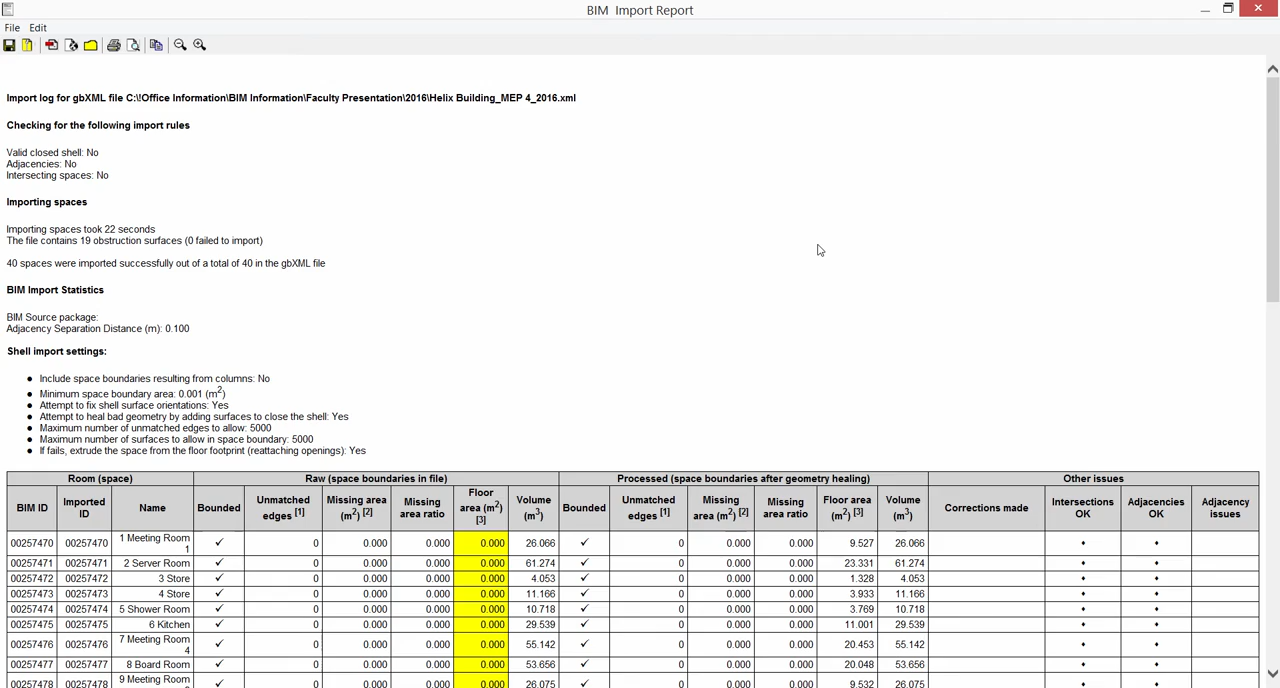 BIM  Import Report
File Edit
Import log for gbXML file C:\!Office Information\BIM Information\Faculty Presentation\2016\Helix Building_MEP 4_2016.xml
Checking for the following import rules
Valid closed shell: No
Adjacencies: No
Intersecting spaces: No
Importing spaces
Importing spaces took 22 seconds
The file contains 19 obstruction surfaces (0 failed to import)
40 spaces were imported successfully out of a total of 40 in the gbXML file
BIM Import Statistics
BIM Source package:
Adjacency Separation Distance (m): 0.100
Shell import settings:
● Include space boundaries resulting from columns: No
● Minimum space boundary area: 0.001 (m2)
● Attempt to fix shell surface orientations: Yes
● Attempt to heal bad geometry by adding surfaces to close the shell: Yes
● Maximum number of unmatched edges to allow: 5000
● Maximum number of surfaces to allow in space boundary: 5000
● If fails, extrude the space from the floor footprint (reattaching openings): Yes
Room (space) Raw (space boundaries in file) Processed (space boundaries after geometry healing) Other issues
BIM ID Imported ID Name Bounded Unmatched edges [1] Missing area (m2) [2] Missing area ratio Floor area (m2) [3] Volume (m3) Bounded Unmatched edges [1] Missing area (m2) [2] Missing area ratio Floor area (m2) [3] Volume (m3) Corrections made Intersections OK Adjacencies OK Adjacency issues
00257470 00257470 1 Meeting Room 1 ✓ 0 0.000 0.000 0.000 26.066 ✓ 0 0.000 0.000 9.527 26.066 ♦ ♦
00257471 00257471 2 Server Room ✓ 0 0.000 0.000 0.000 61.274 ✓ 0 0.000 0.000 23.331 61.274 ♦ ♦
00257472 00257472 3 Store ✓ 0 0.000 0.000 0.000 4.053 ✓ 0 0.000 0.000 1.328 4.053 ♦ ♦
00257473 00257473 4 Store ✓ 0 0.000 0.000 0.000 11.166 ✓ 0 0.000 0.000 3.933 11.166 ♦ ♦
00257474 00257474 5 Shower Room ✓ 0 0.000 0.000 0.000 10.718 ✓ 0 0.000 0.000 3.769 10.718 ♦ ♦
00257475 00257475 6 Kitchen ✓ 0 0.000 0.000 0.000 29.539 ✓ 0 0.000 0.000 11.001 29.539 ♦ ♦
00257476 00257476 7 Meeting Room 4 ✓ 0 0.000 0.000 0.000 55.142 ✓ 0 0.000 0.000 20.453 55.142 ♦ ♦
00257477 00257477 8 Board Room ✓ 0 0.000 0.000 0.000 53.656 ✓ 0 0.000 0.000 20.048 53.656 ♦ ♦
00257478 00257478 9 Meeting Room ✓ 0 0.000 0.000 0.000 26.075 ✓ 0 0.000 0.000 9.532 26.075 ♦ ♦